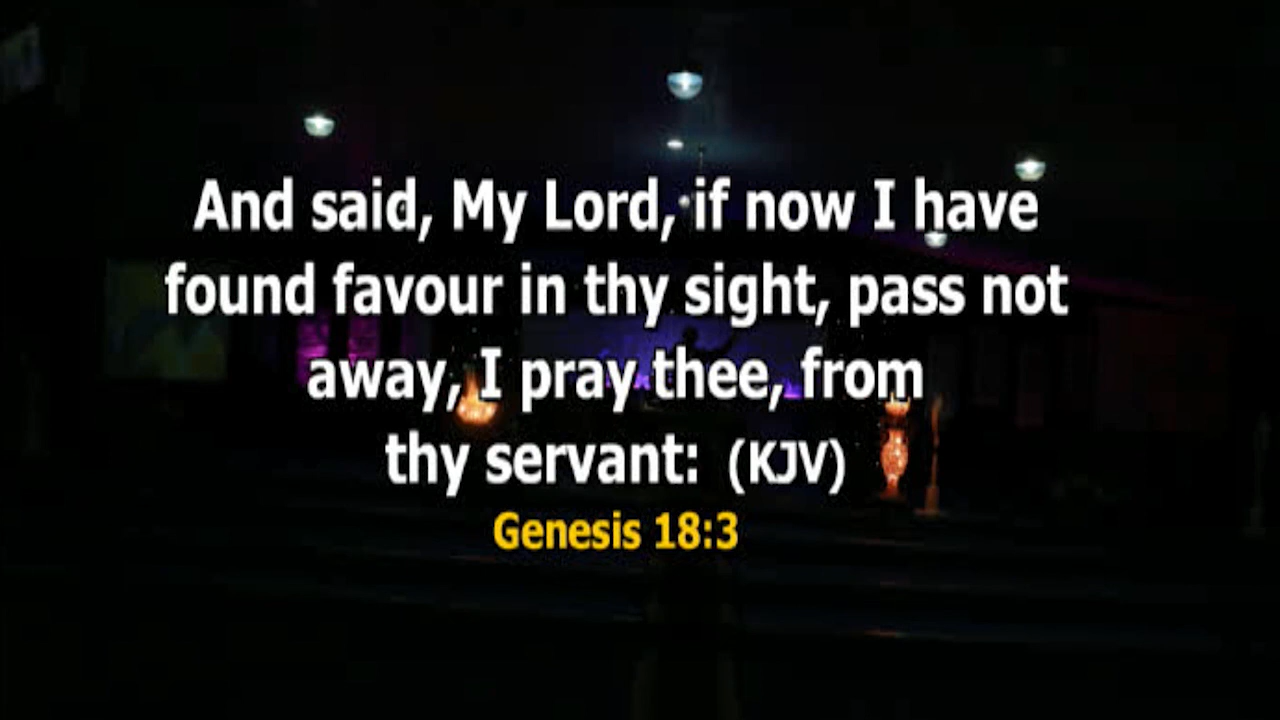 And said, My Lord, if now I have
found favour in thy sight, pass not
away, I pray thee, from
thy servant: (KJV)
Genesis 18:3